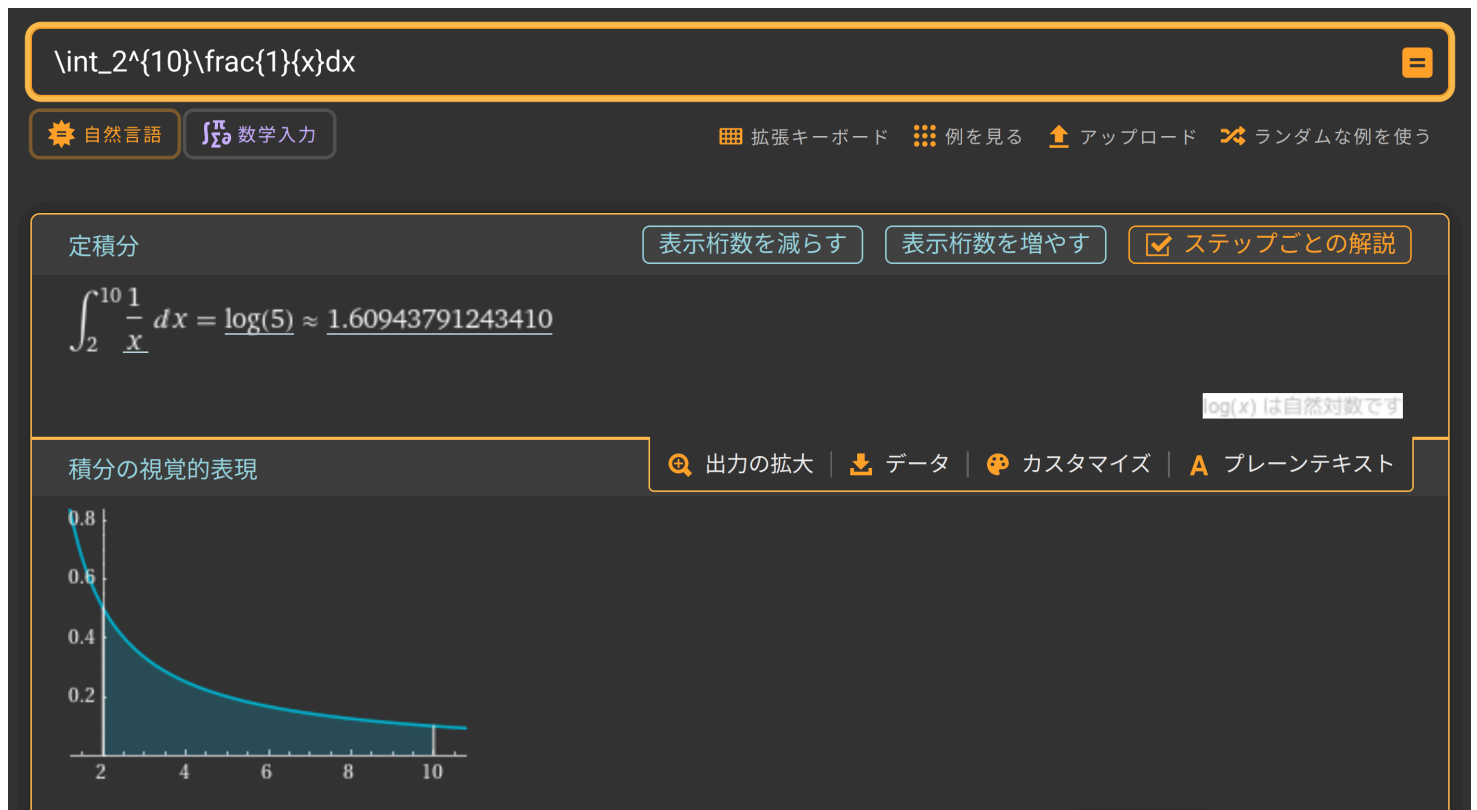 \int_2^{10}\frac{1}{x}dx
=
自然言語 ∫π∑∂ 数学入力 拡張キーボード 例を見る アップロード ランダムな例を使う
定積分 表示桁数を減らす 表示桁数を増やす ステップごとの解説
∫₂¹⁰ 1/x dx = log(5) ≈ 1.60943791243410
log(x) は自然対数です
積分の視覚的表現 出力の拡大 データ カスタマイズ A プレーンテキスト
0.8
0.6
0.4
0.2
2 4 6 8 10